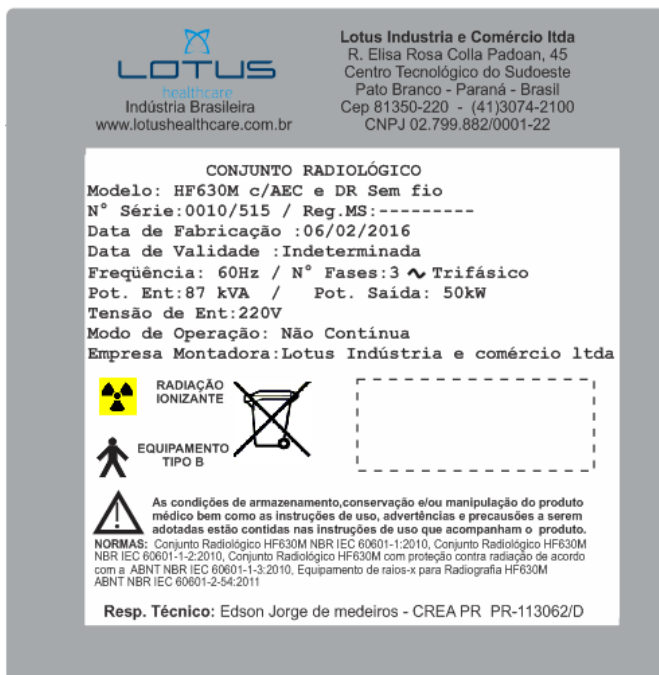 LOTUS
healthcare
Indústria Brasileira
www.lotushealthcare.com.br
Lotus Industria e Comércio ltda
R. Elisa Rosa Colla Padoan, 45
Centro Tecnológico do Sudoeste
Pato Branco - Paraná - Brasil
Cep 81350-220 - (41)3074-2100
CNPJ 02.799.882/0001-22
CONJUNTO RADIOLÓGICO
Modelo: HF630M c/AEC e DR Sem fio
N° Série:0010/515 / Reg.MS:---------
Data de Fabricação :06/02/2016
Data de Validade :Indeterminada
Freqüência: 60Hz / N° Fases:3 ~ Trifásico
Pot. Ent:87 kVA / Pot. Saída: 50kW
Tensão de Ent:220V
Modo de Operação: Não Contínua
Empresa Montadora:Lotus Indústria e comércio ltda
RADIAÇÃO
IONIZANTE
EQUIPAMENTO
TIPO B
As condições de armazenamento,conservação e/ou manipulação do produto
médico bem como as instruções de uso, advertências e precausões a serem
adotadas estão contidas nas instruções de uso que acompanham o produto.
NORMAS: Conjunto Radiológico HF630M NBR IEC 60601-1:2010, Conjunto Radiológico HF630M
NBR IEC 60601-1-2:2010, Conjunto Radiológico HF630M com proteção contra radiação de acordo
com a ABNT NBR IEC 60601-1-3:2010, Equipamento de raios-x para Radiografia HF630M
ABNT NBR IEC 60601-2-54:2011
Resp. Técnico: Edson Jorge de medeiros - CREA PR PR-113062/D